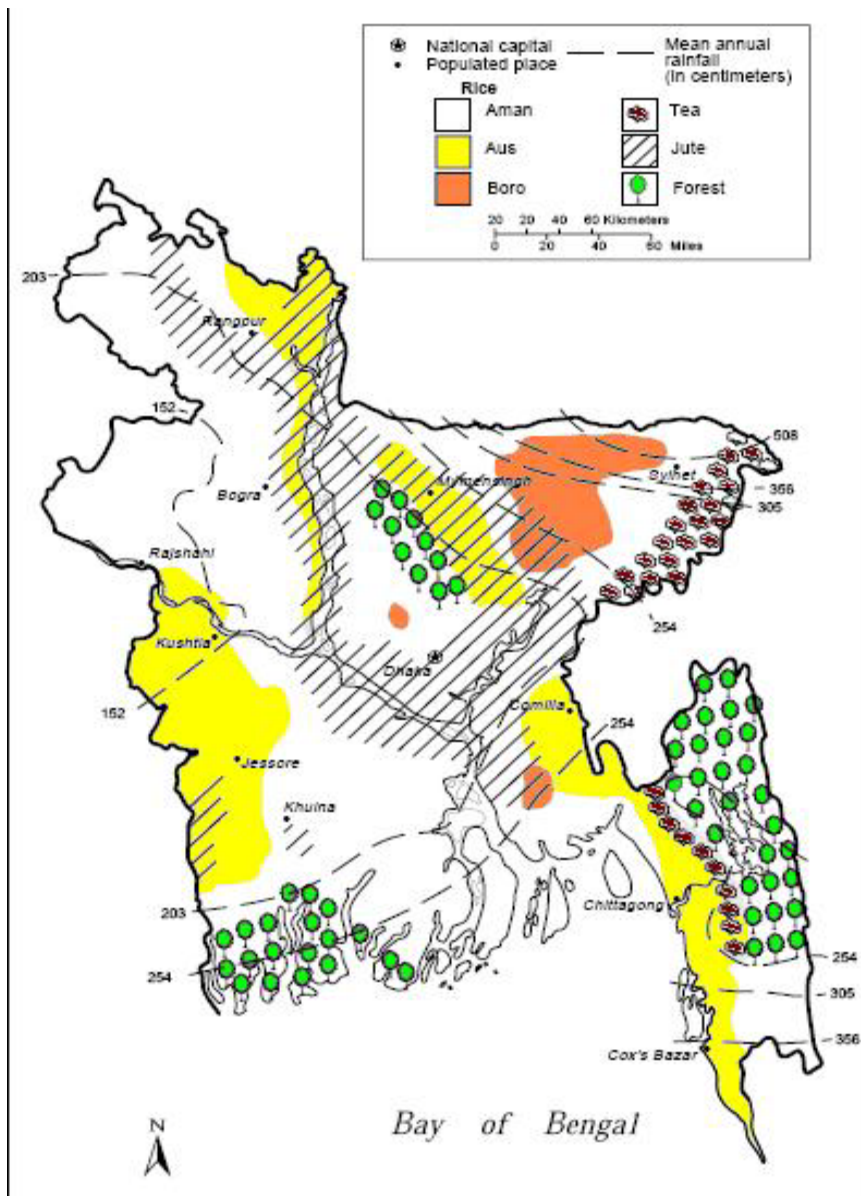 National capital
Mean annual
rainfall
(in centimeters)
Populated place
Rice
Aman
Tea
Aus
Jute
Boro
Forest
20 0 20 40 60 Kilometers
20 0 20 40 60 Miles
203
Rangpur
152
508
Mymensingh
Sylhet
Bogra
356
305
Rajshahi
254
Kushtia
Dhaka
152
Comilla
254
Jessore
Khulna
Chittagong
203
254
254
305
356
Cox's Bazar
Bay of Bengal
N